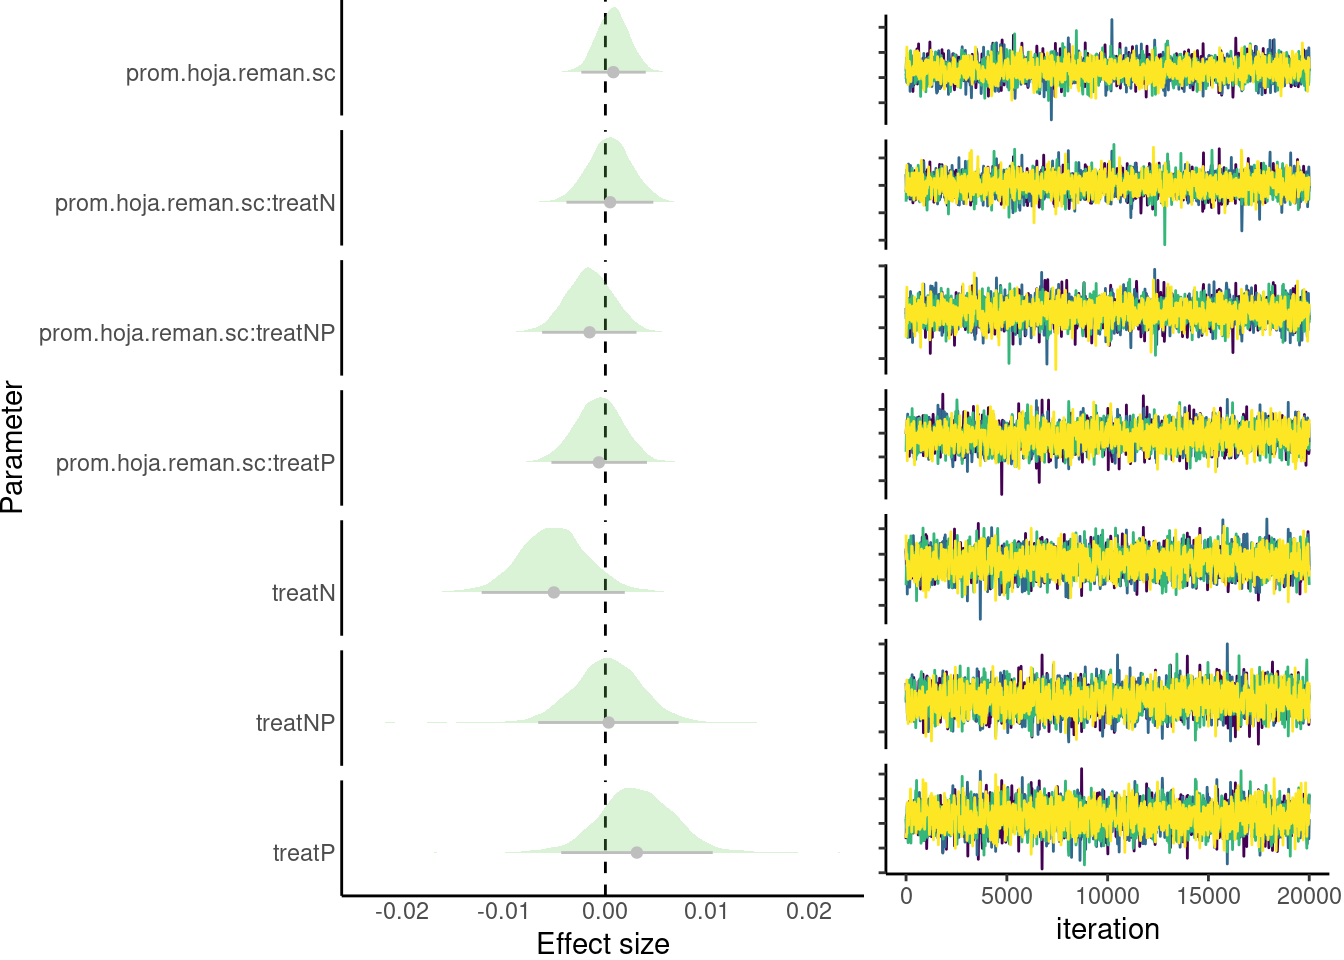 Parameter
prom.hoja.reman.sc
prom.hoja.reman.sc:treatN
prom.hoja.reman.sc:treatNP
prom.hoja.reman.sc:treatP
treatN
treatNP
treatP
-0.02 -0.01 0.00 0.01 0.02
Effect size
0 5000 10000 15000 20000
iteration